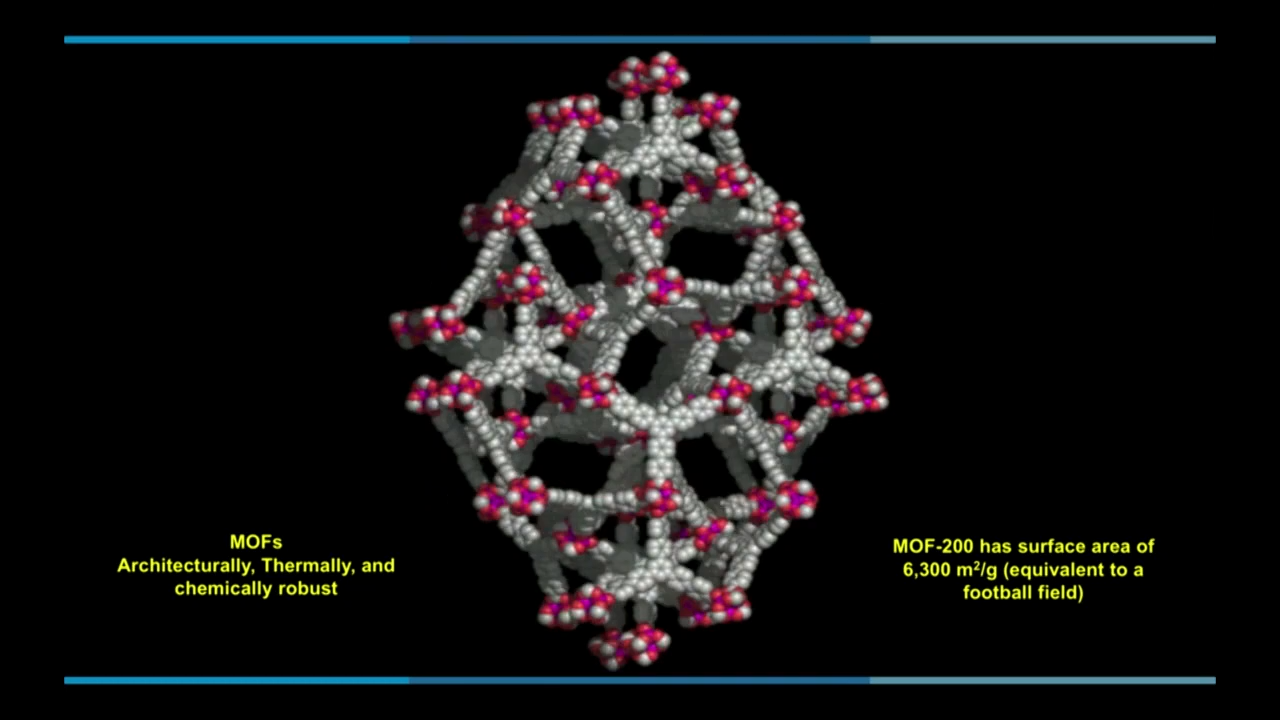 MOFs
Architecturally, Thermally, and
chemically robust
MOF-200 has surface area of
6,300 m²/g (equivalent to a
football field)